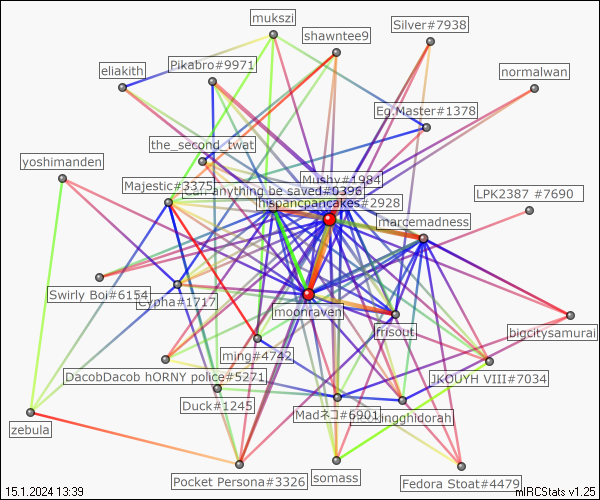 mukszi
Silver#7938
shawntee9
Pikabro#9971
eliakith
normalwan
Eg.Master#1378
the_second_twat
yoshimanden
Mushy#1984
Majestic#3375
anything be saved#0396
LPK2387 #7690
hispancpancakes#2928
marcemadness
Swirly Boi#6154
Cypha#1717
moonraven
frisout
bigcitysamurai
ming#4742
DacobDacob hORNY police#5271
JKOUYH VIII#7034
Duck#1245
Madネコ#6901
zebula
Pocket Persona#3326
somass
Fedora Stoat#4479
15.1.2024 13:39
mIRCStats v1.25